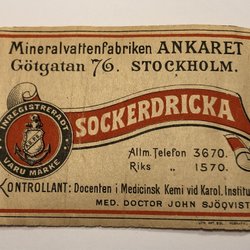 Mineralvattenfabriken ANKARET
Götgatan 76. STOCKHOLM.
INREGISTRERADT
VARU MÄRKE
SOCKERDRICKA
Allm. Telefon 3670.
Riks „ 1570.
KONTROLLANT: Docenten i Medicinsk Kemi vid Karol. Institu
MED. DOCTOR JOHN SJÖQVIST